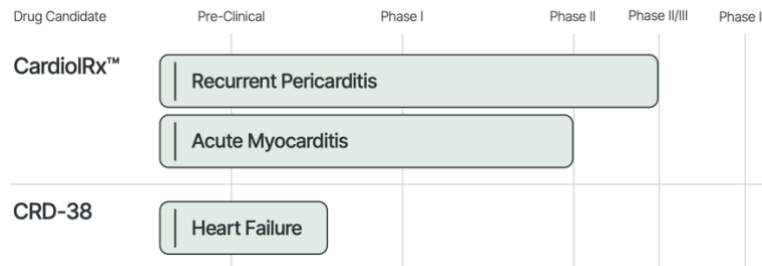 Drug Candidate Pre-Clinical Phase I Phase II Phase II/III Phase I
CardiolRx™
Recurrent Pericarditis
Acute Myocarditis
CRD-38
Heart Failure